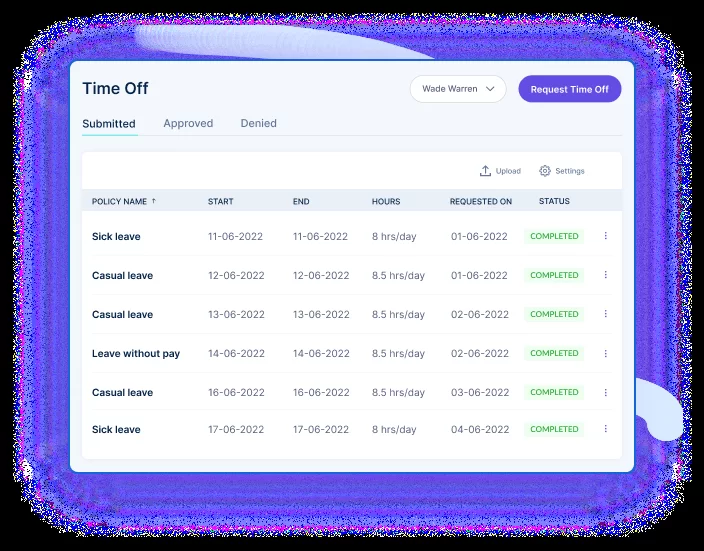 Time Off
Wade Warren
Request Time Off
Submitted Approved Denied
Upload Settings
POLICY NAME ↑ START END HOURS REQUESTED ON STATUS
Sick leave 11-06-2022 11-06-2022 8 hrs/day 01-06-2022 COMPLETED
Casual leave 12-06-2022 12-06-2022 8.5 hrs/day 01-06-2022 COMPLETED
Casual leave 13-06-2022 13-06-2022 8.5 hrs/day 02-06-2022 COMPLETED
Leave without pay 14-06-2022 14-06-2022 8.5 hrs/day 02-06-2022 COMPLETED
Casual leave 16-06-2022 16-06-2022 8.5 hrs/day 03-06-2022 COMPLETED
Sick leave 17-06-2022 17-06-2022 8 hrs/day 04-06-2022 COMPLETED